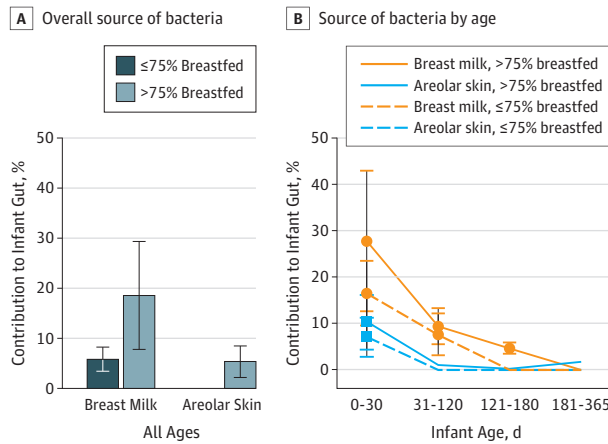 A Overall source of bacteria
≤75% Breastfed
>75% Breastfed
50
40
30
20
10
0
Contribution to Infant Gut, %
Breast Milk
Areolar Skin
All Ages
B Source of bacteria by age
Breast milk, >75% breastfed
Areolar skin, >75% breastfed
Breast milk, ≤75% breastfed
Areolar skin, ≤75% breastfed
50
40
30
20
10
0
Contribution to Infant Gut, %
0-30
31-120
121-180
181-365
Infant Age, d